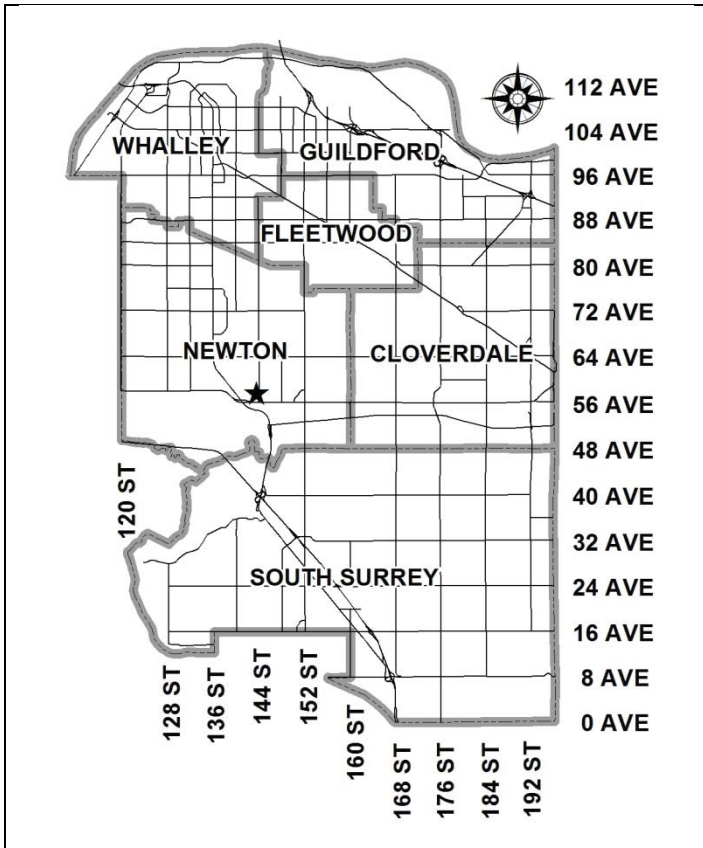 112 AVE
104 AVE
WHALLEY
GUILDFORD
96 AVE
88 AVE
FLEETWOOD
80 AVE
72 AVE
NEWTON
CLOVERDALE
64 AVE
56 AVE
48 AVE
120 ST
40 AVE
32 AVE
SOUTH SURREY
24 AVE
16 AVE
128 ST
136 ST
144 ST
152 ST
8 AVE
160 ST
0 AVE
168 ST
176 ST
184 ST
192 ST